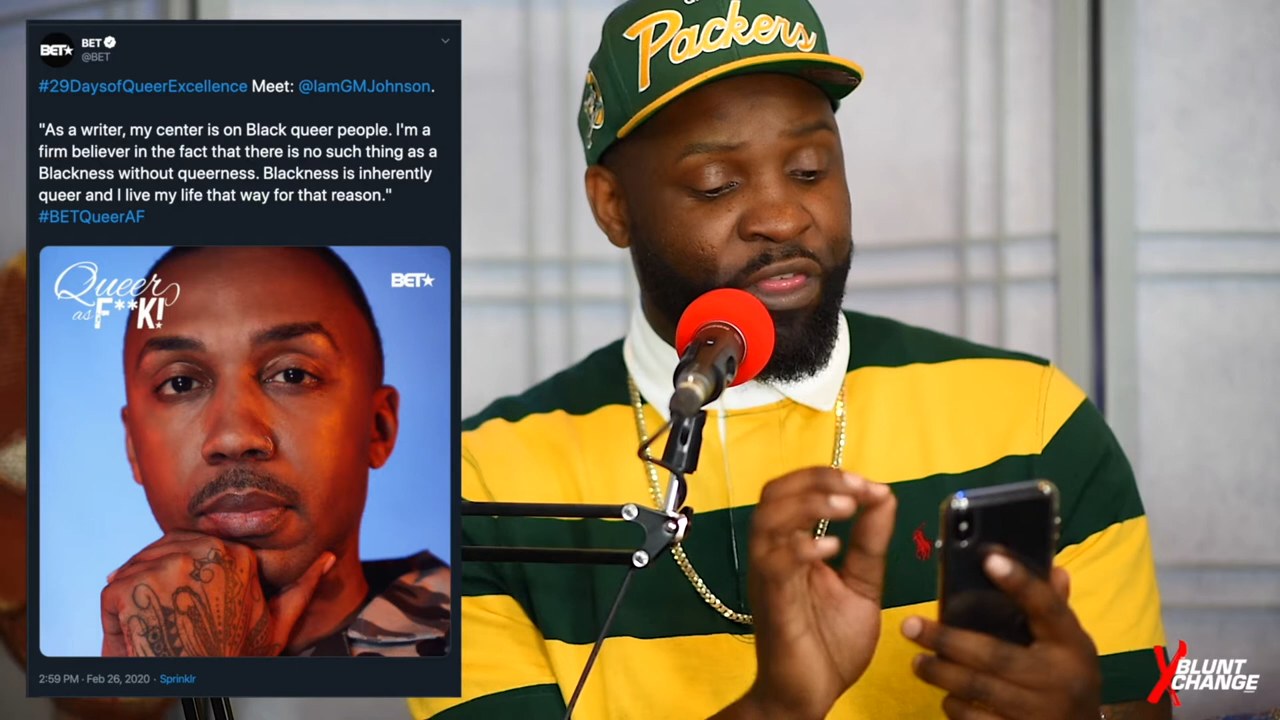 BET★
BET
@BET
#29DaysofQueerExcellence Meet: @IamGMJohnson.
"As a writer, my center is on Black queer people. I'm a
firm believer in the fact that there is no such thing as a
Blackness without queerness. Blackness is inherently
queer and I live my life that way for that reason."
#BETQueerAF
Queer
as F**K!
BET★
2:59 PM · Feb 26, 2020 · Sprinklr
Packers
X BLUNT
CHANGE